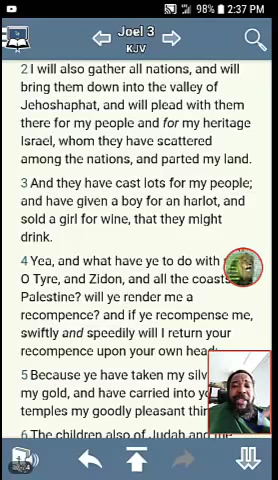 98% 2:37 PM
Joel 3
KJV
2 I will also gather all nations, and will
bring them down into the valley of
Jehoshaphat, and will plead with them
there for my people and for my heritage
Israel, whom they have scattered
among the nations, and parted my land.
3 And they have cast lots for my people;
and have given a boy for an harlot, and
sold a girl for wine, that they might
drink.
4 Yea, and what have ye to do with
O Tyre, and Zidon, and all the coasts
Palestine? will ye render me a
recompence? and if ye recompense me,
swiftly and speedily will I return your
recompence upon your own head;
5 Because ye have taken my
my gold, and have carried into
temples my goodly pleasant
6 The children also of Judah and